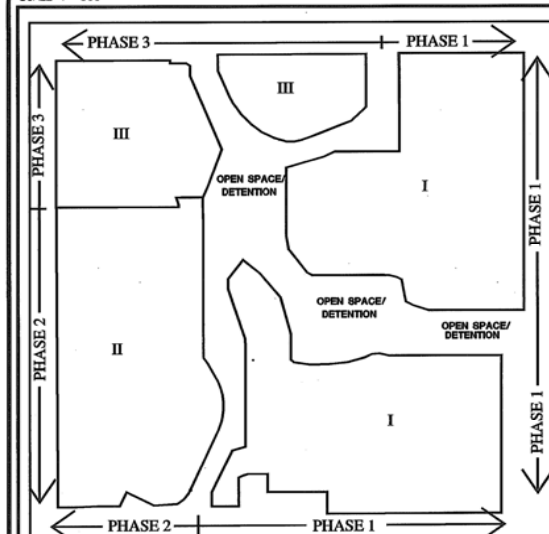 PHASE 3
PHASE 1
III
III
PHASE 3
OPEN SPACE/
DETENTION
I
PHASE 1
OPEN SPACE/
DETENTION
OPEN SPACE/
DETENTION
PHASE 2
II
I
PHASE 1
PHASE 2
PHASE 1